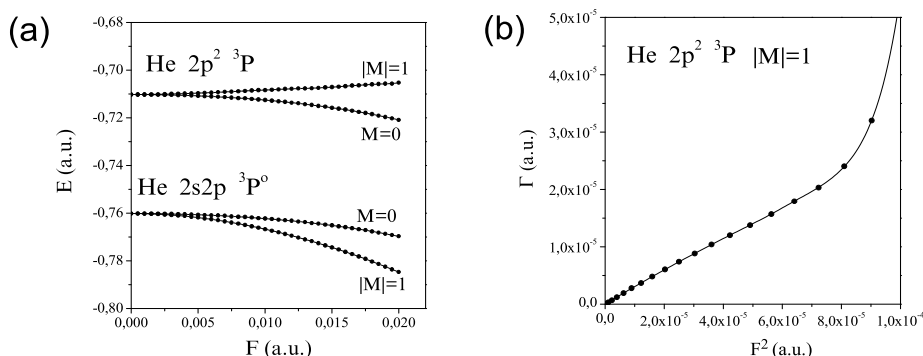 (a)
-0,68
-0,70
-0,72
-0,74
-0,76
-0,78
-0,80
E (a.u.)
He 2p² ³P
|M|=1
M=0
He 2s2p ³Pᵒ
M=0
|M|=1
0,000 0,005 0,010 0,015 0,020
F (a.u.)
(b)
5,0x10⁻⁵
4,0x10⁻⁵
3,0x10⁻⁵
2,0x10⁻⁵
1,0x10⁻⁵
0,0
Γ (a.u.)
He 2p² ³P |M|=1
0,0 2,0x10⁻⁵ 4,0x10⁻⁵ 6,0x10⁻⁵ 8,0x10⁻⁵ 1,0x10⁻⁴
F² (a.u.)